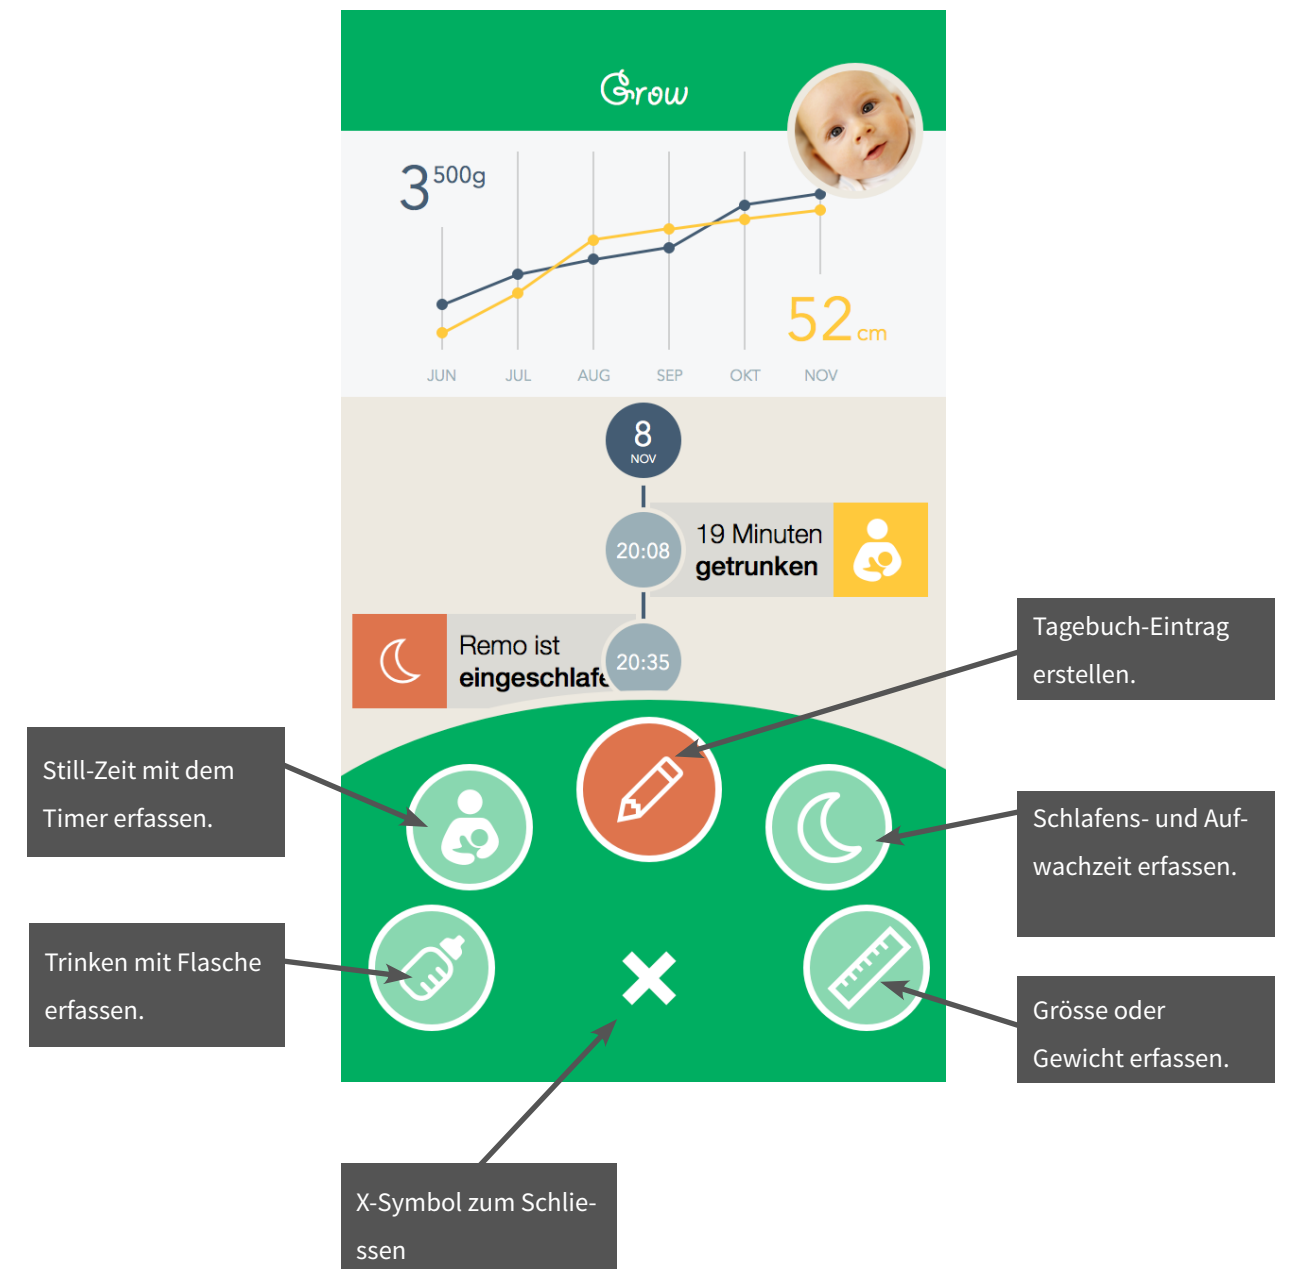 Grow
3 500g
52 cm
JUN JUL AUG SEP OKT NOV
8
NOV
20:08
19 Minuten
getrunken
Remo ist
eingeschlafe
20:35
Tagebuch-Eintrag
erstellen.
Still-Zeit mit dem
Timer erfassen.
Schlafens- und Auf-
wachzeit erfassen.
Trinken mit Flasche
erfassen.
Grösse oder
Gewicht erfassen.
X-Symbol zum Schlie-
ssen